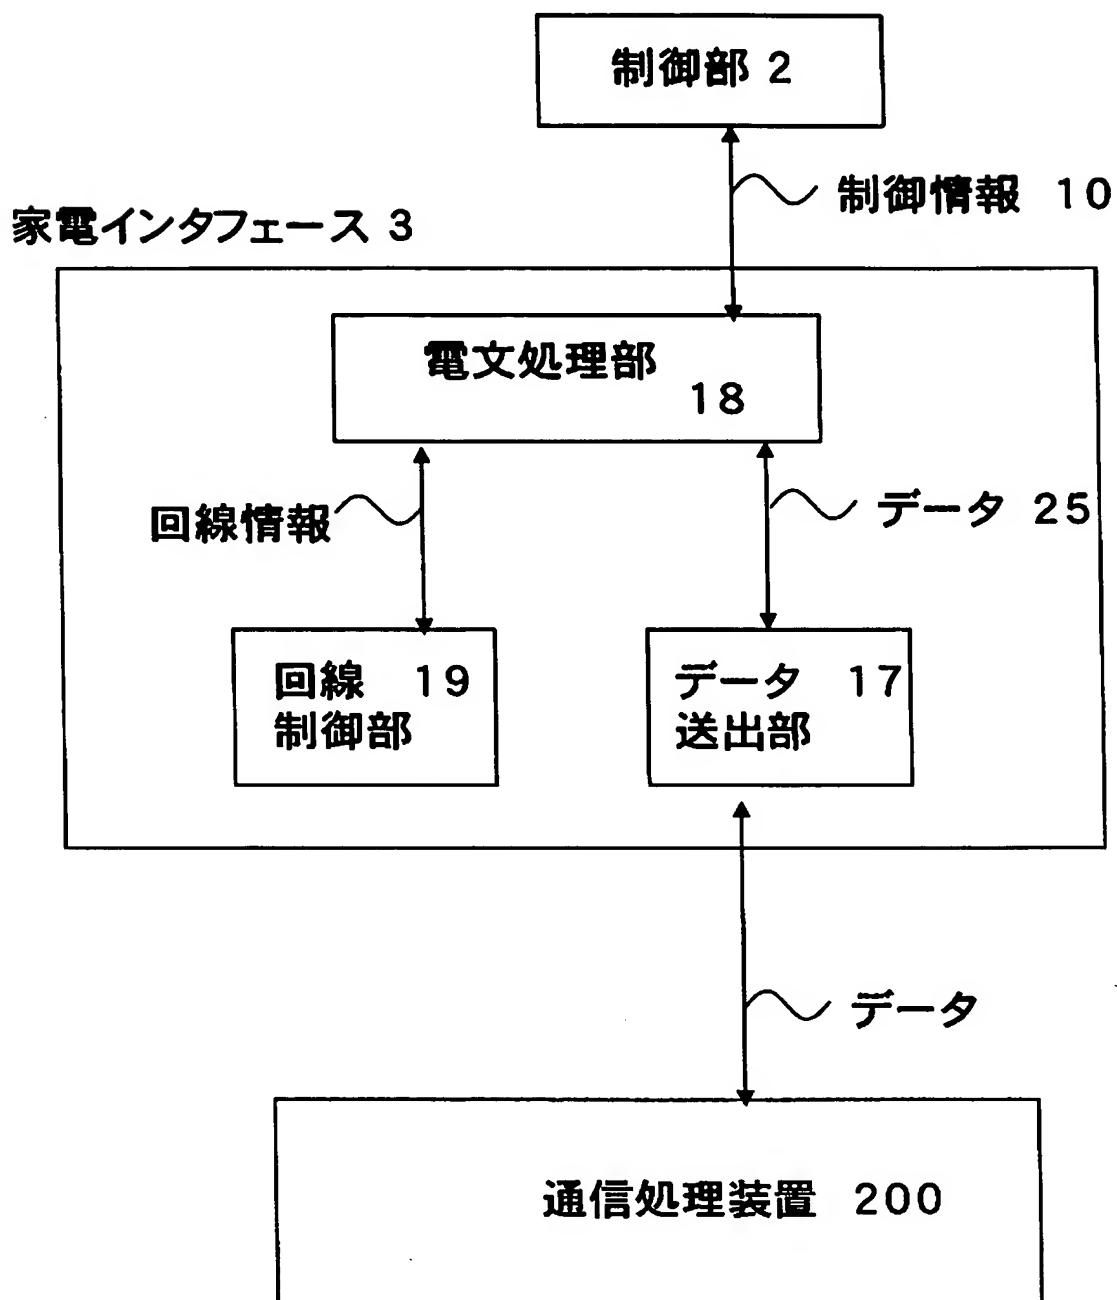 制御部 2
制御情報 10
家電インタフェース 3
電文処理部
18
回線情報
データ 25
回線 19
制御部
データ 17
送出部
データ
通信処理装置 200